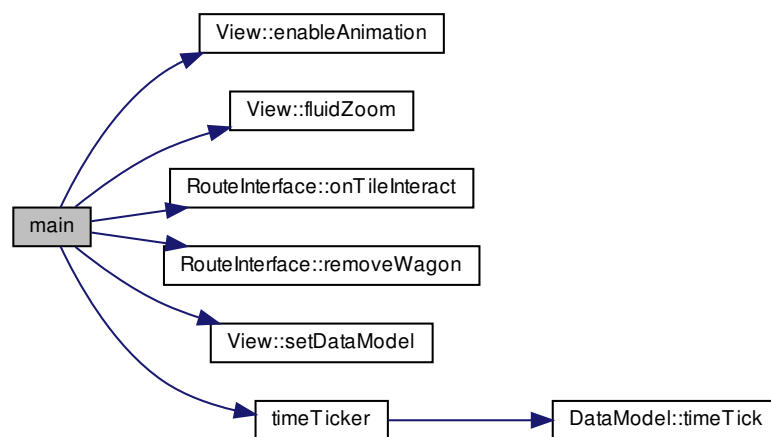 View::enableAnimation
View::fluidZoom
RouteInterface::onTileInteract
main
RouteInterface::removeWagon
View::setDataModel
timeTicker
DataModel::timeTick